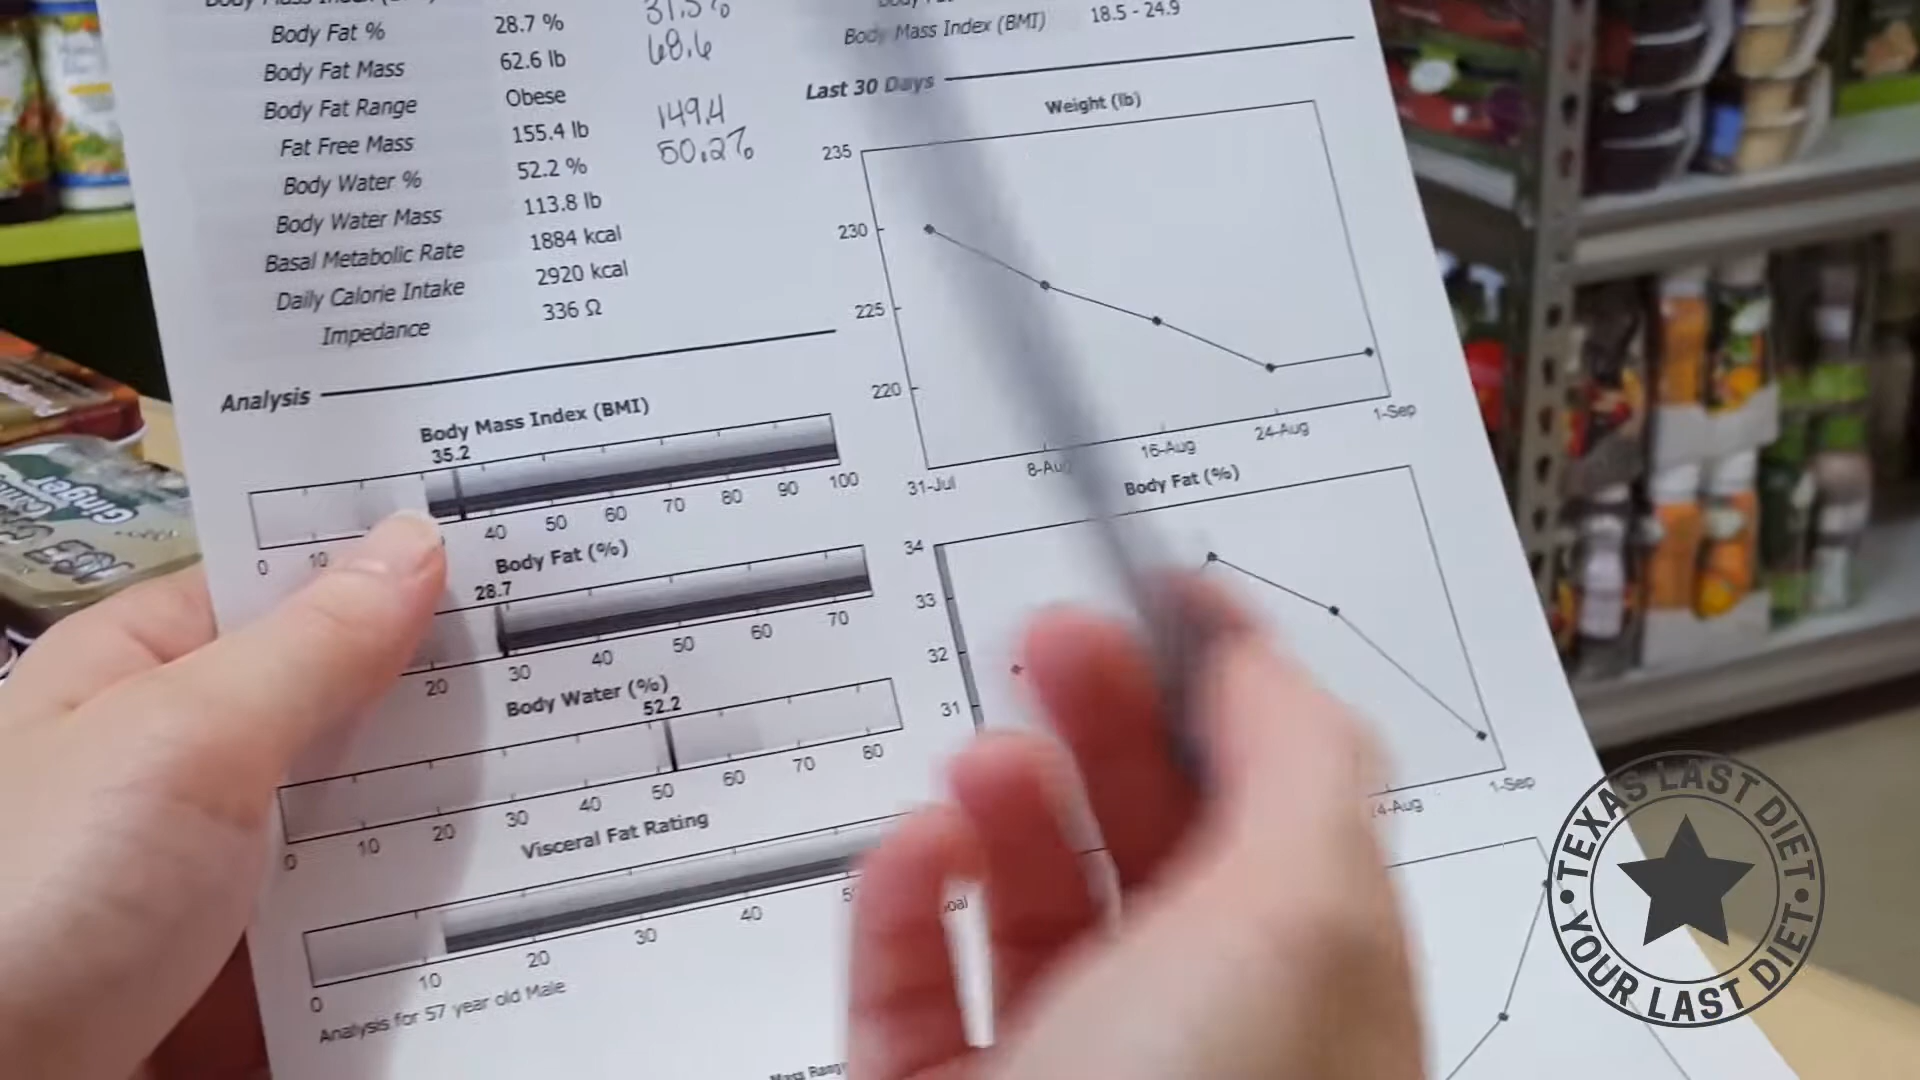 Body Fat % 28.7 % 31.5%
Body Fat Mass 62.6 lb 68.6
Body Fat Range Obese
Fat Free Mass 155.4 lb 149.4
Body Water % 52.2 % 50.2%
Body Water Mass 113.8 lb
Basal Metabolic Rate 1884 kcal
Daily Calorie Intake 2920 kcal
Impedance 336 Ω
Analysis
Body Mass Index (BMI)
35.2
0 10 40 50 60 70 80 90 100
Body Fat (%)
28.7
20 30 40 50 60 70
Body Water (%)
52.2
0 10 20 30 40 50 60 70 80
Visceral Fat Rating
0 10 20 30 40
Analysis for 57 year old Male
Body Mass Index (BMI) 18.5 - 24.9
Last 30 Days
Weight (lb)
235
230
225
220
31-Jul 8-Aug 16-Aug 24-Aug 1-Sep
Body Fat (%)
34
33
32
31
1-Sep
Ginger
TEXAS LAST DIET
YOUR LAST DIET